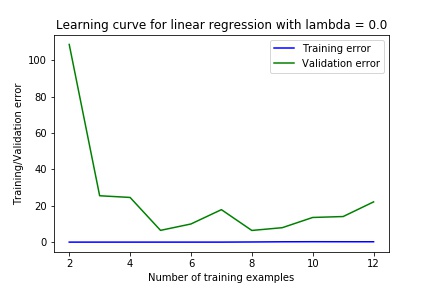 Learning curve for linear regression with lambda = 0.0
Training error
Validation error
Training/Validation error
100
80
60
40
20
0
2
4
6
8
10
12
Number of training examples